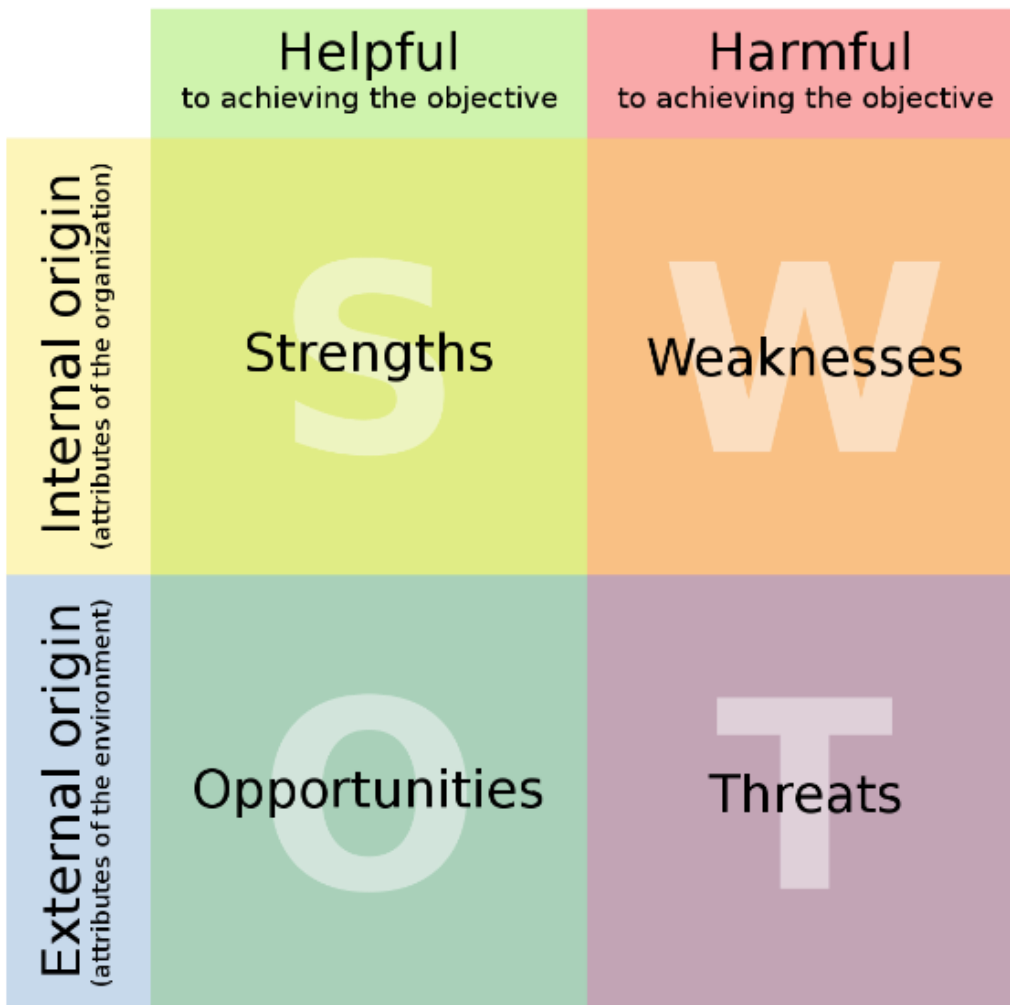 Helpful
to achieving the objective
Harmful
to achieving the objective
Internal origin
(attributes of the organization)
S
Strengths
W
Weaknesses
External origin
(attributes of the environment)
O
Opportunities
T
Threats